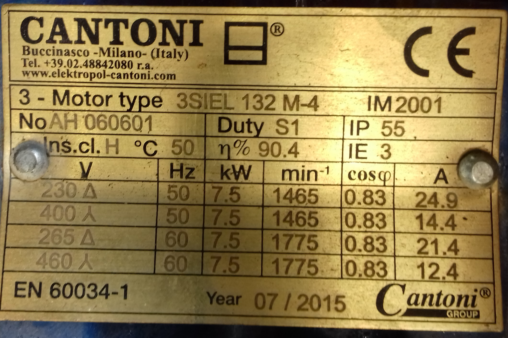 CANTONI ®
Buccinasco -Milano- (Italy)
Tel. +39.02.48842080 r.a.
www.elektropol-cantoni.com
CE
3 - Motor type 3SIEL 132 M-4 IM2001
No AH 060601 Duty S1 IP 55
Ins.cl. H °C 50 η% 90.4 IE 3
V Hz kW min-¹ cosφ A
230 Δ 50 7.5 1465 0.83 24.9
400 ⅄ 50 7.5 1465 0.83 14.4
265 Δ 60 7.5 1775 0.83 21.4
460 ⅄ 60 7.5 1775 0.83 12.4
EN 60034-1 Year 07 / 2015 Cantoni®
GROUP